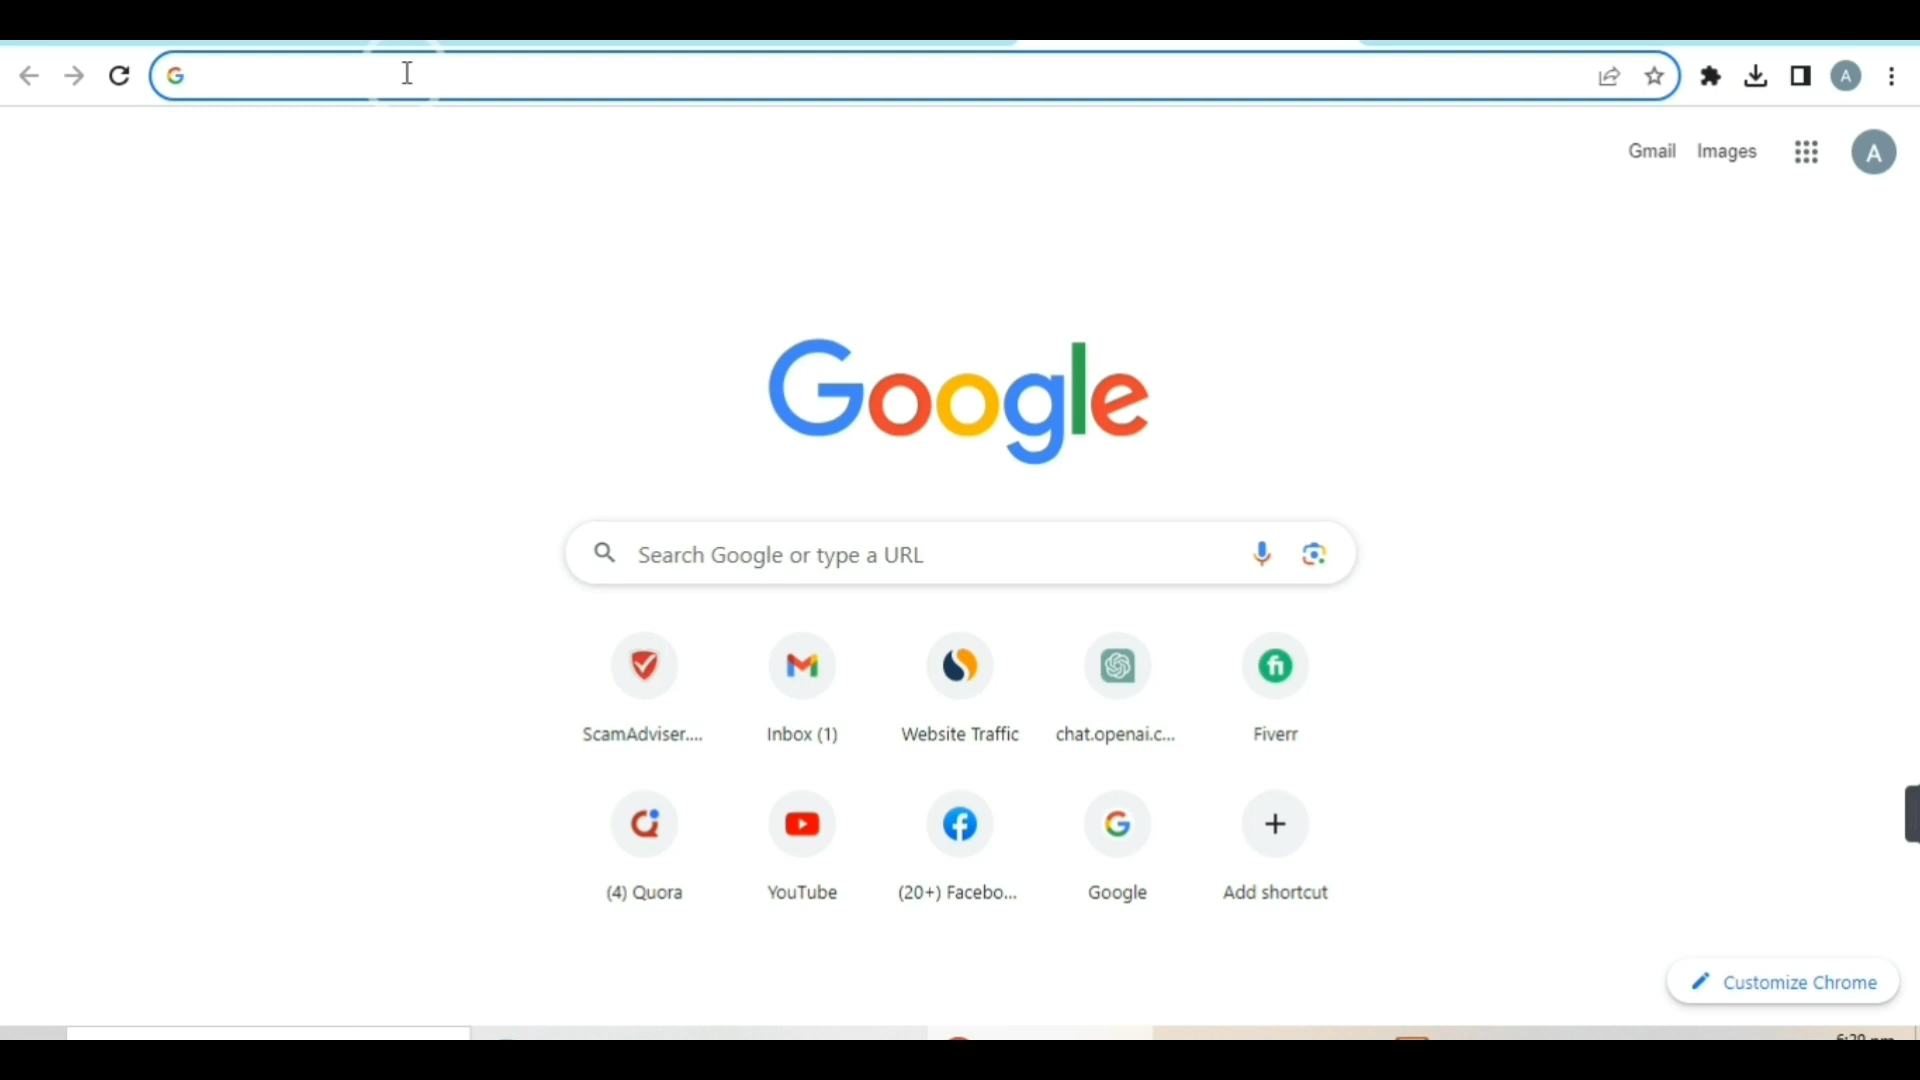 A
Gmail Images
A
Google
Search Google or type a URL
ScamAdviser.... Inbox (1) Website Traffic chat.openai.c... Fiverr
(4) Quora YouTube (20+) Facebo... Google Add shortcut
Customize Chrome